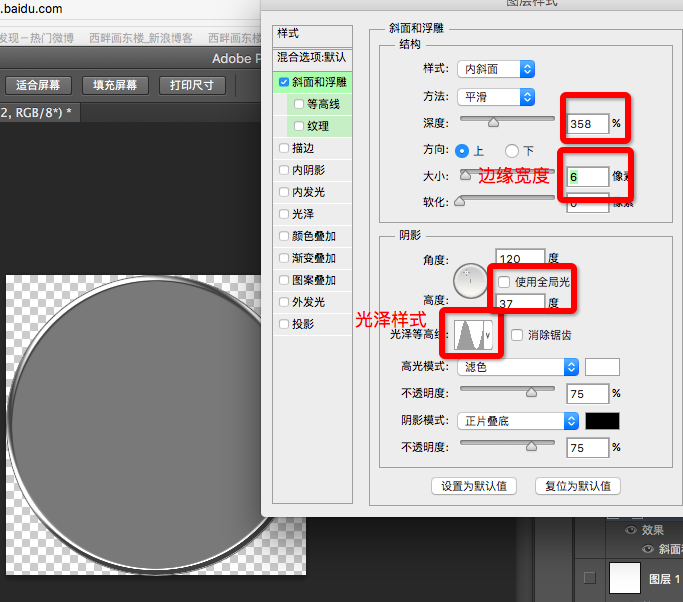 .baidu.com
图层样式
发现－热门微博 西畔画东楼_新浪博客 西畔画东楼
Adobe P
适合屏幕 填充屏幕 打印尺寸
2, RGB/8*) *
样式
混合选项:默认
斜面和浮雕
等高线
纹理
描边
内阴影
内发光
光泽
颜色叠加
渐变叠加
图案叠加
外发光
投影
斜面和浮雕
结构
样式: 内斜面
方法: 平滑
深度: 358 %
方向: 上 下
大小: 边缘宽度 6 像素
软化: 0 像素
阴影
角度: 120 度
使用全局光
高度: 37 度
光泽样式
光泽等高线: 消除锯齿
高光模式: 滤色
不透明度: 75 %
阴影模式: 正片叠底
不透明度: 75 %
设置为默认值 复位为默认值
效果
斜面和
图层 1